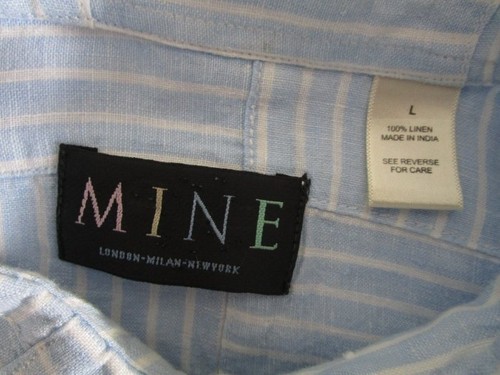 MINE
LONDON-MILAN-NEWYORK
L
100% LINEN
MADE IN INDIA
SEE REVERSE
FOR CARE